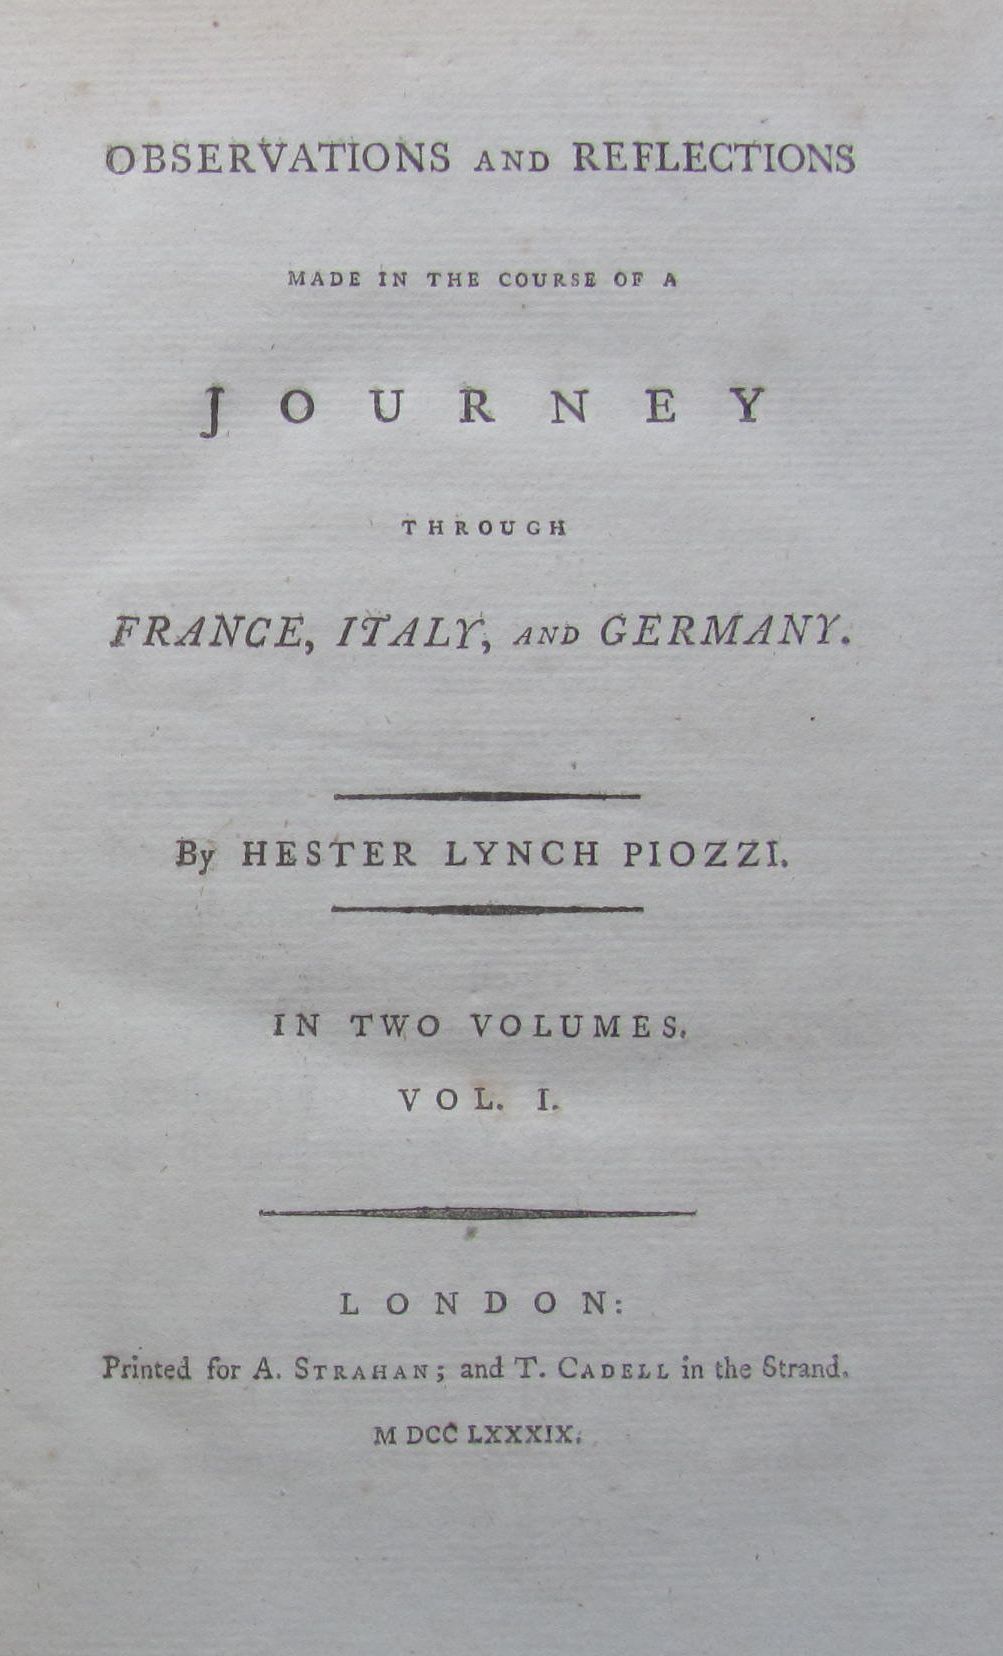 OBSERVATIONS AND REFLECTIONS
MADE IN THE COURSE OF A
JOURNEY
THROUGH
FRANCE, ITALY, AND GERMANY.
By HESTER LYNCH PIOZZI.
IN TWO VOLUMES.
VOL. I.
LONDON:
Printed for A. STRAHAN; and T. CADELL in the Strand.
M DCC LXXXIX.